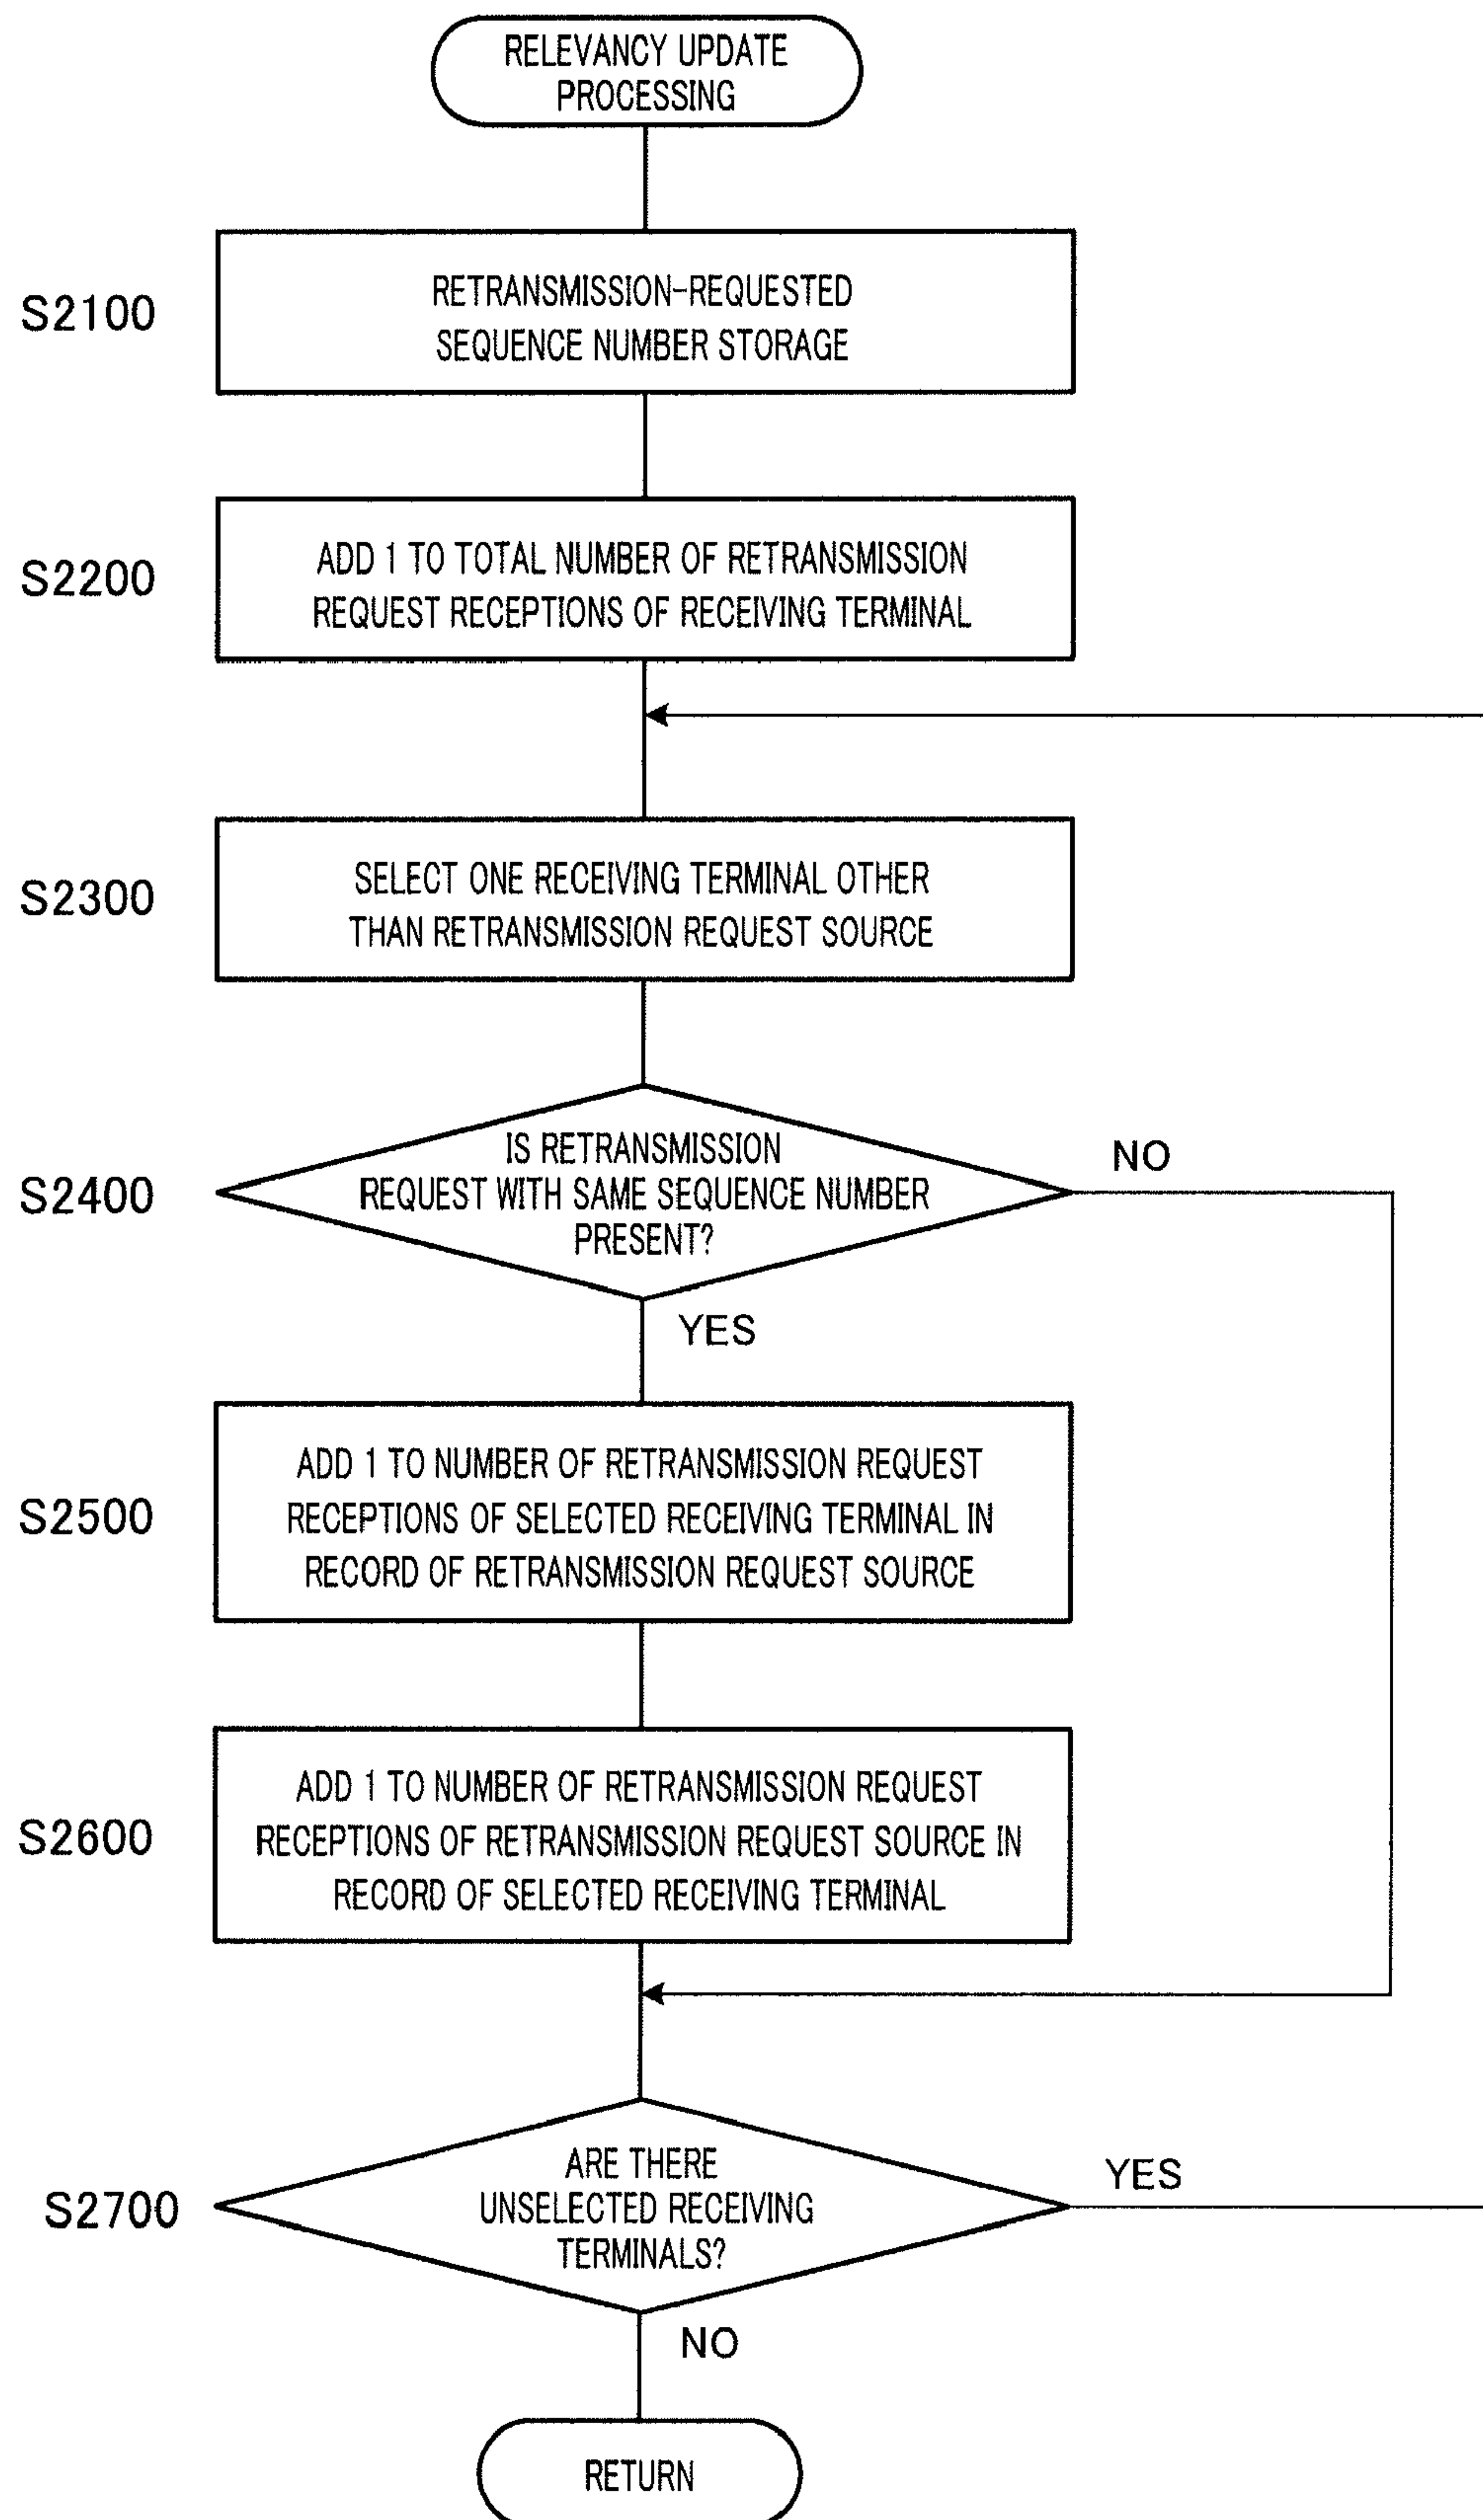 RELEVANCY UPDATE
PROCESSING
S2100
RETRANSMISSION-REQUESTED
SEQUENCE NUMBER STORAGE
S2200
ADD 1 TO TOTAL NUMBER OF RETRANSMISSION
REQUEST RECEPTIONS OF RECEIVING TERMINAL
S2300
SELECT ONE RECEIVING TERMINAL OTHER
THAN RETRANSMISSION REQUEST SOURCE
S2400
IS RETRANSMISSION
REQUEST WITH SAME SEQUENCE NUMBER
PRESENT?
NO
YES
S2500
ADD 1 TO NUMBER OF RETRANSMISSION REQUEST
RECEPTIONS OF SELECTED RECEIVING TERMINAL IN
RECORD OF RETRANSMISSION REQUEST SOURCE
S2600
ADD 1 TO NUMBER OF RETRANSMISSION REQUEST
RECEPTIONS OF RETRANSMISSION REQUEST SOURCE IN
RECORD OF SELECTED RECEIVING TERMINAL
S2700
ARE THERE
UNSELECTED RECEIVING
TERMINALS?
YES
NO
RETURN